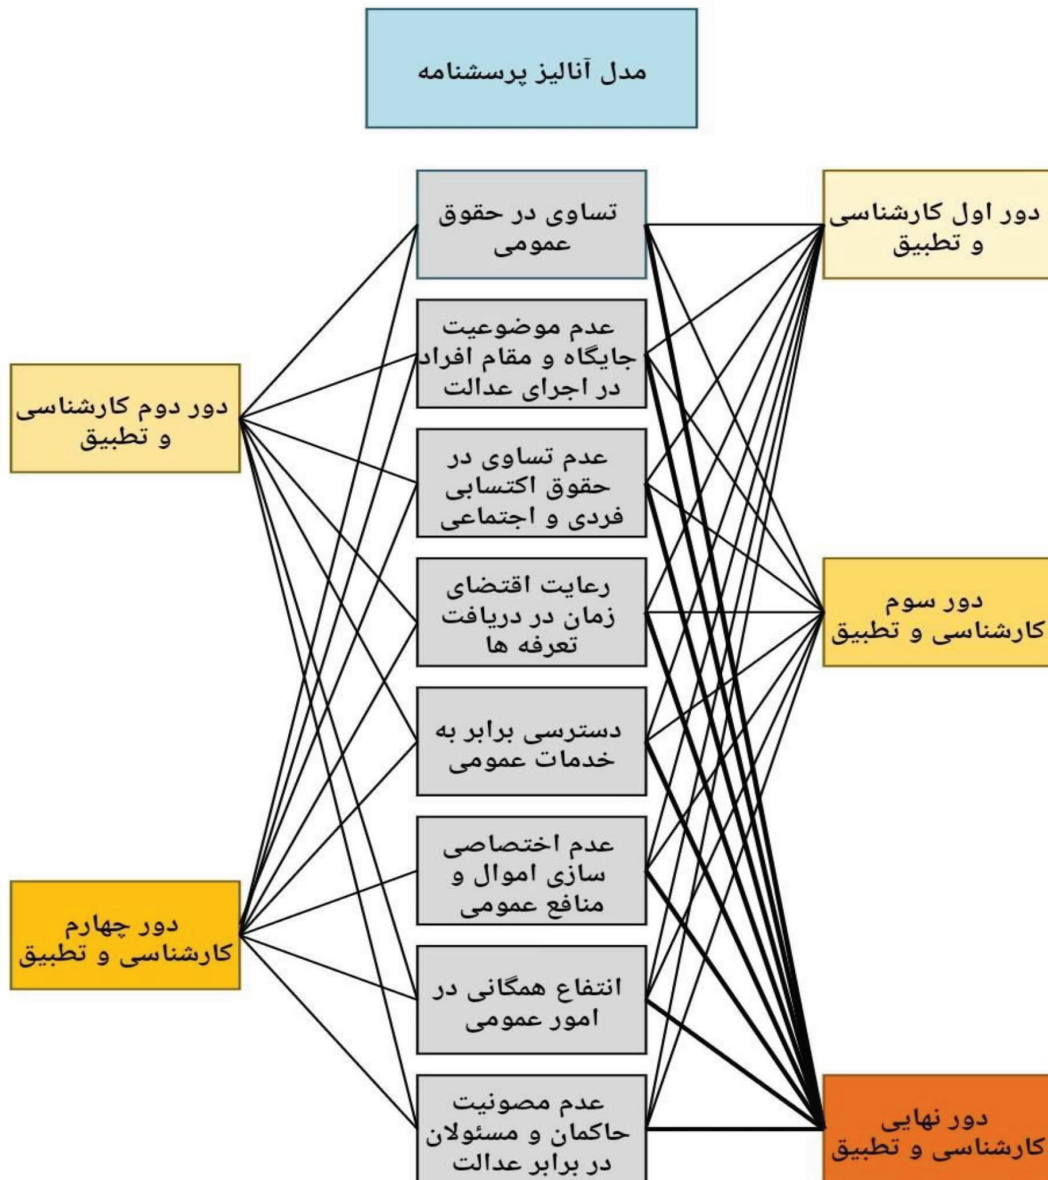 مدل آنالیز پرسشنامه
دور اول کارشناسی
و تطبیق
تساوی در حقوق
عمومی
عدم موضوعیت
جایگاه و مقام افراد
در اجرای عدالت
دور دوم کارشناسی
و تطبیق
عدم تساوی در
حقوق اکتسابی
فردی و اجتماعی
دور سوم
کارشناسی و تطبیق
رعایت اقتضای
زمان در دریافت
تعرفه ها
دسترسی برابر به
خدمات عمومی
عدم اختصاصی
سازی اموال و
منافع عمومی
دور چهارم
کارشناسی و تطبیق
انتفاع همگانی در
امور عمومی
دور نهایی
کارشناسی و تطبیق
عدم مصونیت
حاکمان و مسئولان
در برابر عدالت